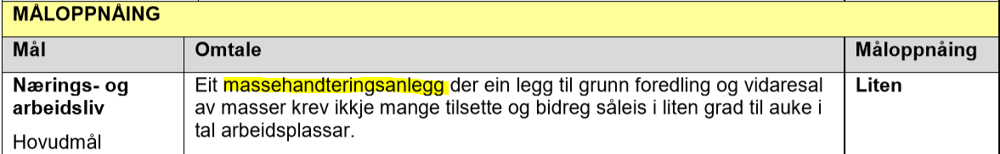 MÅLOPPNÅING
Mål Omtale Måloppnåing
Nærings- og arbeidsliv
Hovudmål
Eit massehandteringsanlegg der ein legg til grunn foredling og vidaresal
av masser krev ikkje mange tilsette og bidreg såleis i liten grad til auke i
tal arbeidsplassar.
Liten